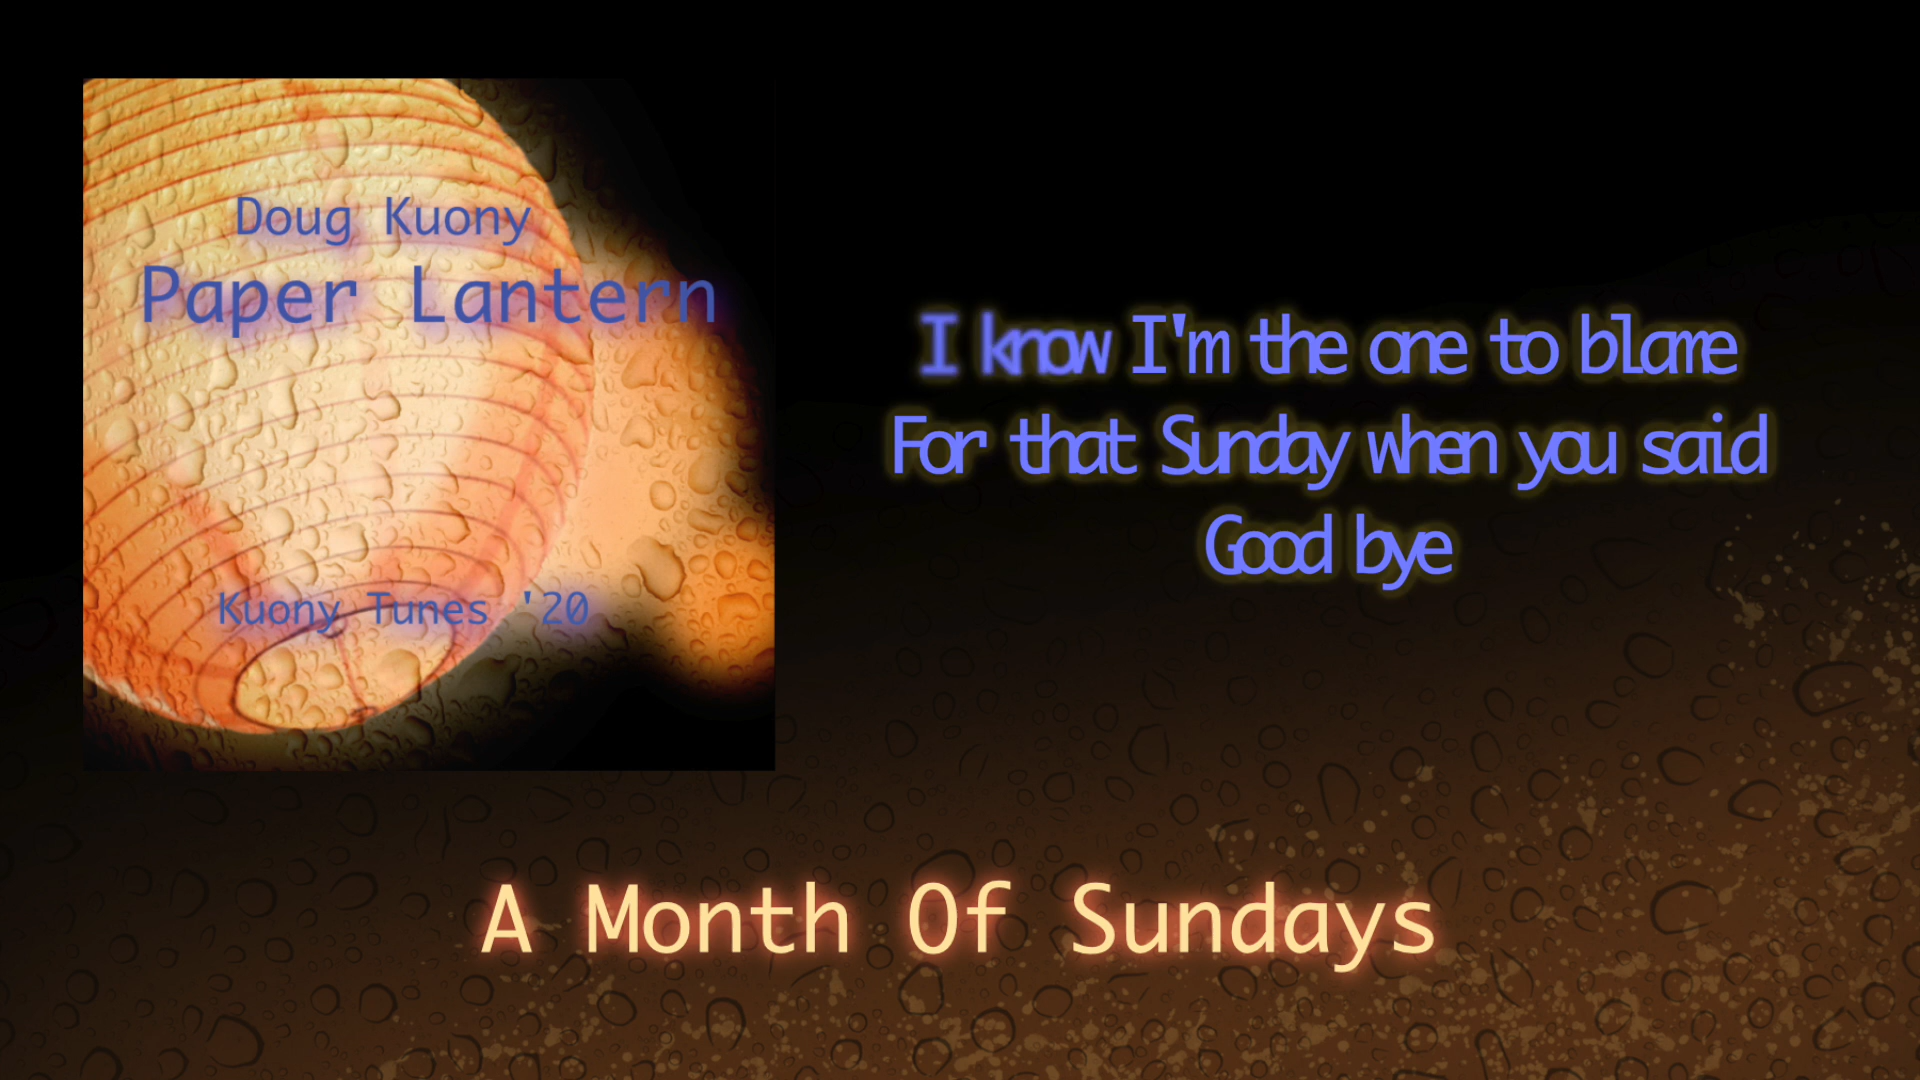 Doug Kuony
Paper Lantern
Kuony Tunes '20
I know I'm the one to blame
For that Sunday when you said
Good bye
A Month Of Sundays